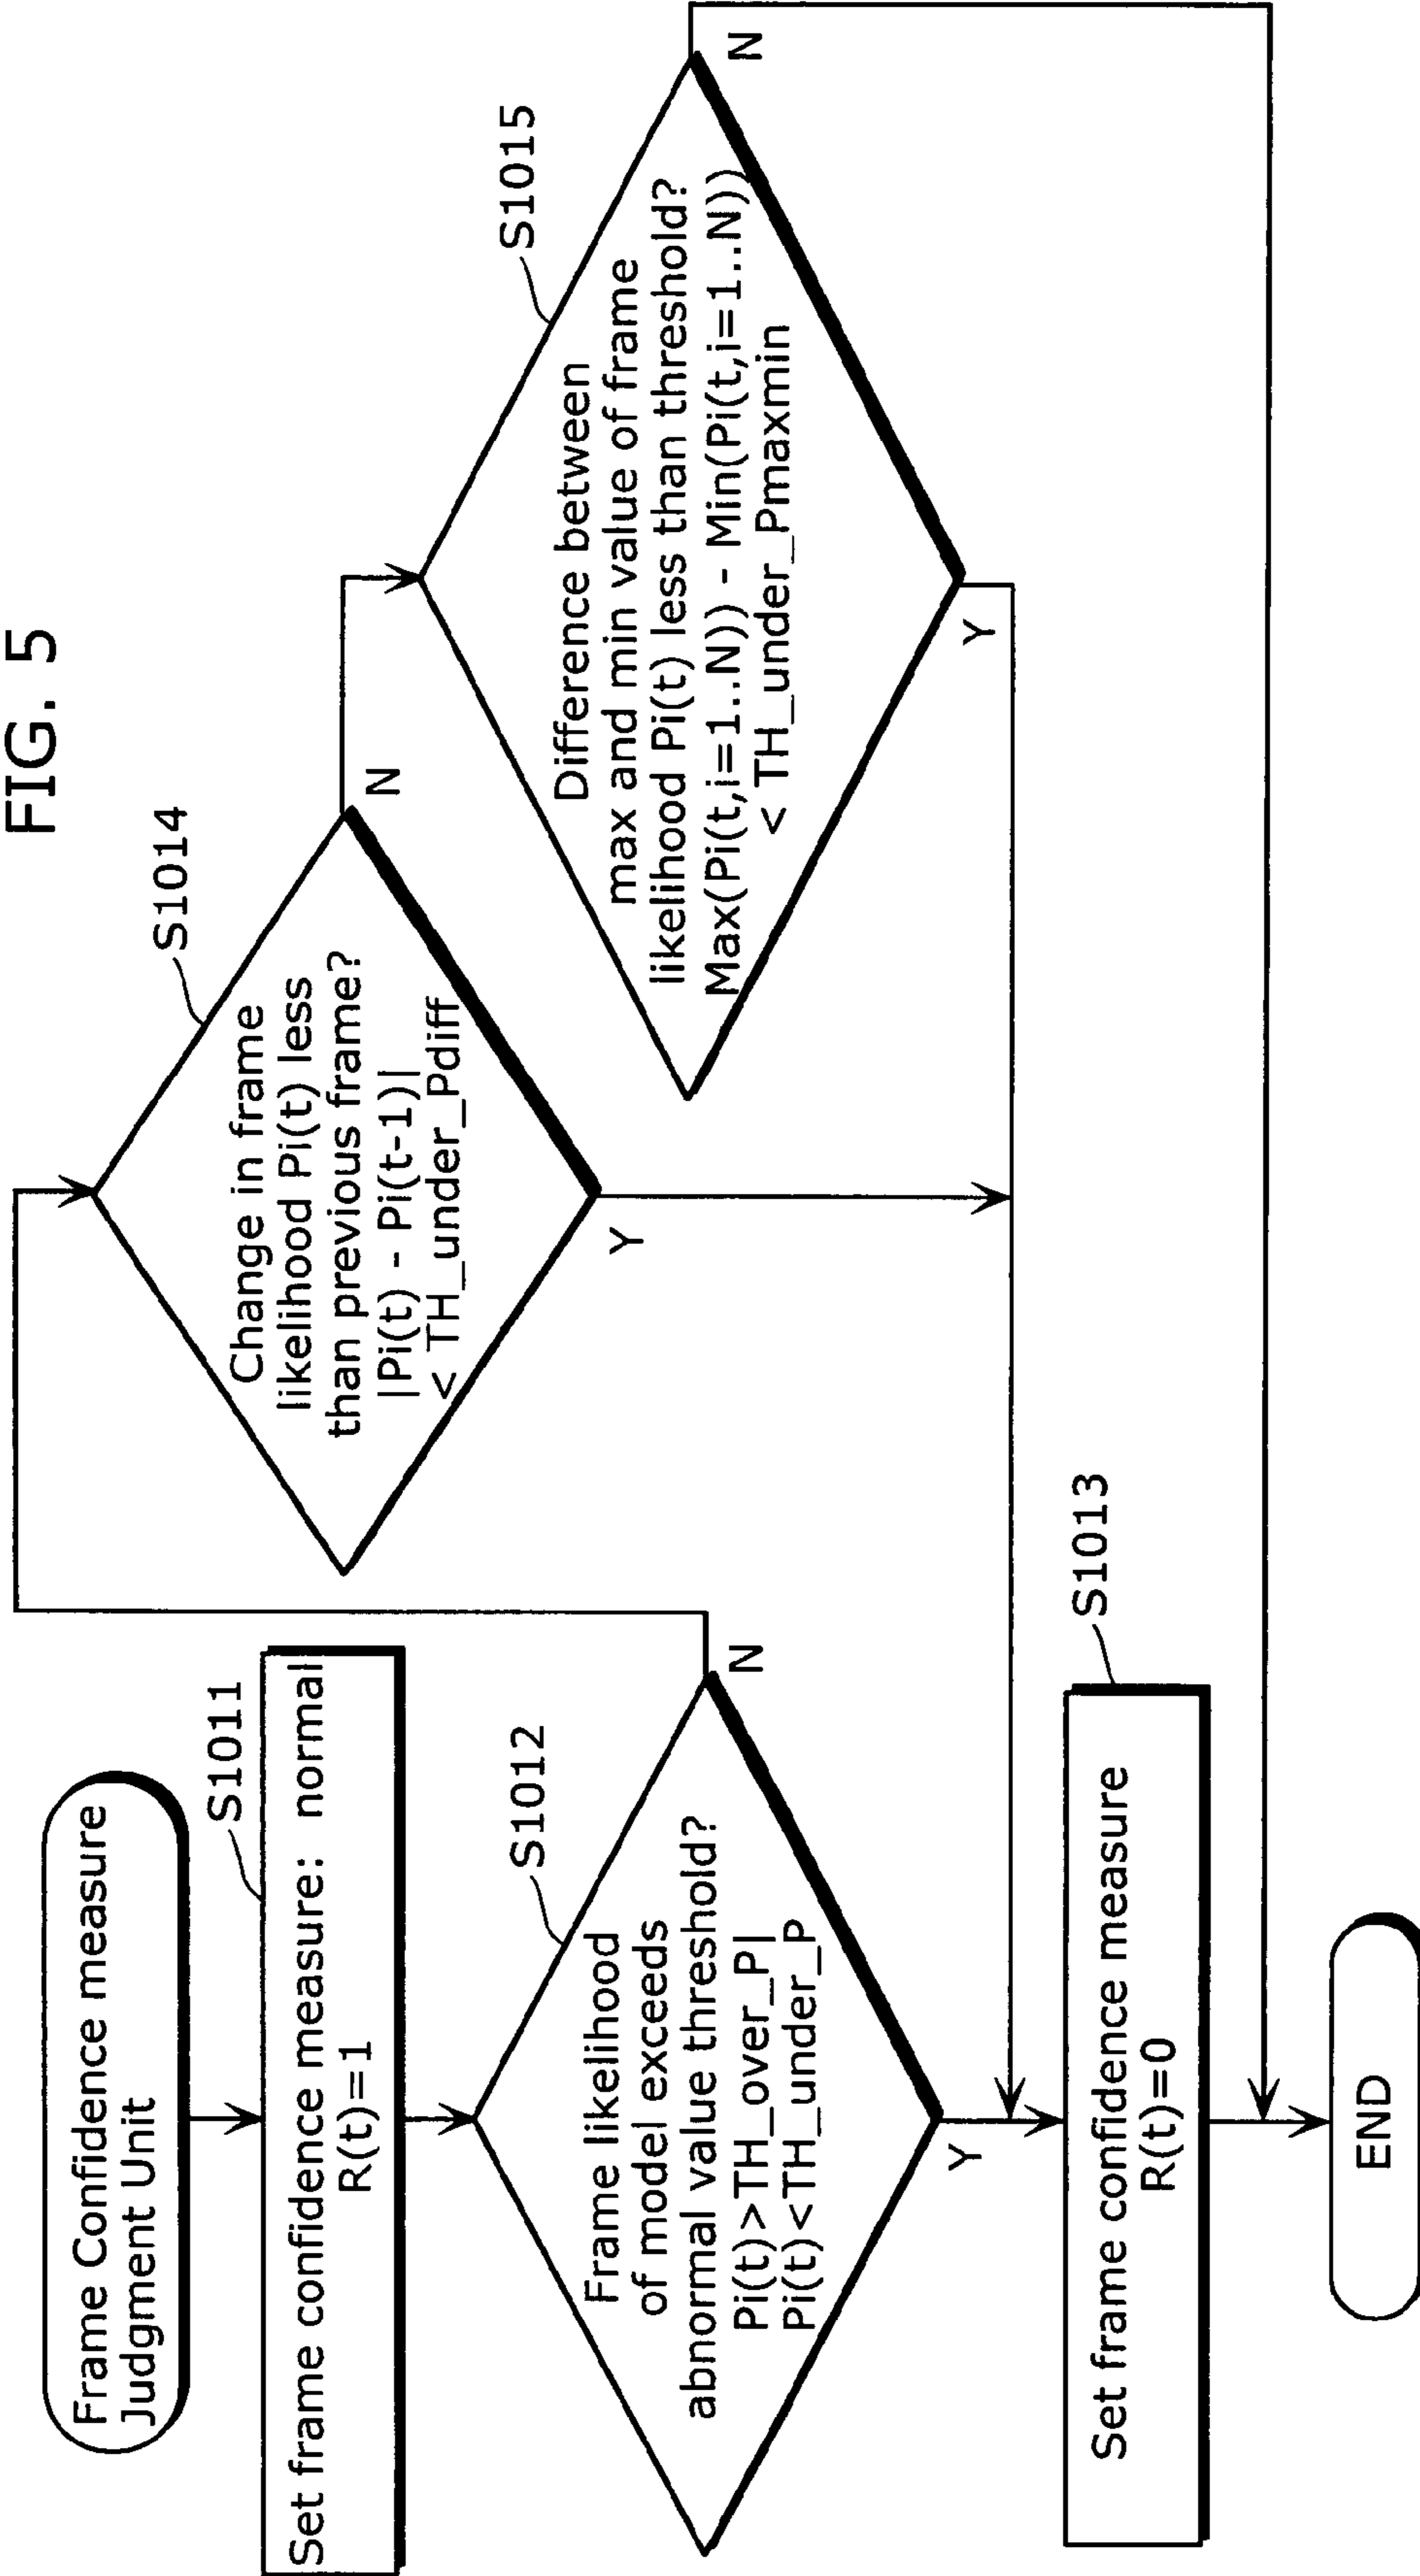 FIG. 5
Frame Confidence measure
Judgment Unit
S1011
Set frame confidence measure: normal
R(t)=1
S1012
Frame likelihood
of model exceeds
abnormal value threshold?
Pi(t)>TH_over_P|
Pi(t)<TH_under_P
N
Y
S1014
Change in frame
likelihood Pi(t) less
than previous frame?
|Pi(t) - Pi(t-1)|
< TH_under_Pdiff
N
Y
S1015
Difference between
max and min value of frame
likelihood Pi(t) less than threshold?
Max(Pi(t,i=1..N)) - Min(Pi(t,i=1..N))
< TH_under_Pmaxmin
N
Y
S1013
Set frame confidence measure
R(t)=0
END